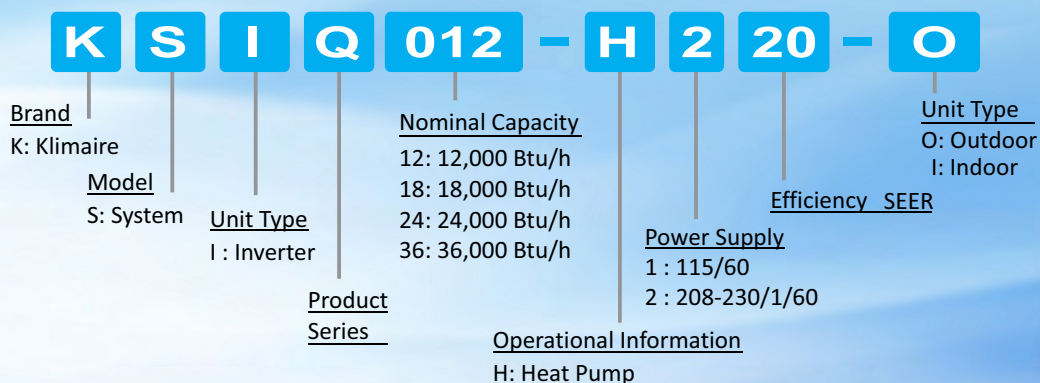 K S I Q 012 - H 2 20 - O
Brand
K: Klimaire
Model
S: System
Unit Type
I : Inverter
Product
Series
Nominal Capacity
12: 12,000 Btu/h
18: 18,000 Btu/h
24: 24,000 Btu/h
36: 36,000 Btu/h
Operational Information
H: Heat Pump
Power Supply
1 : 115/60
2 : 208-230/1/60
Efficiency SEER
Unit Type
O: Outdoor
I: Indoor